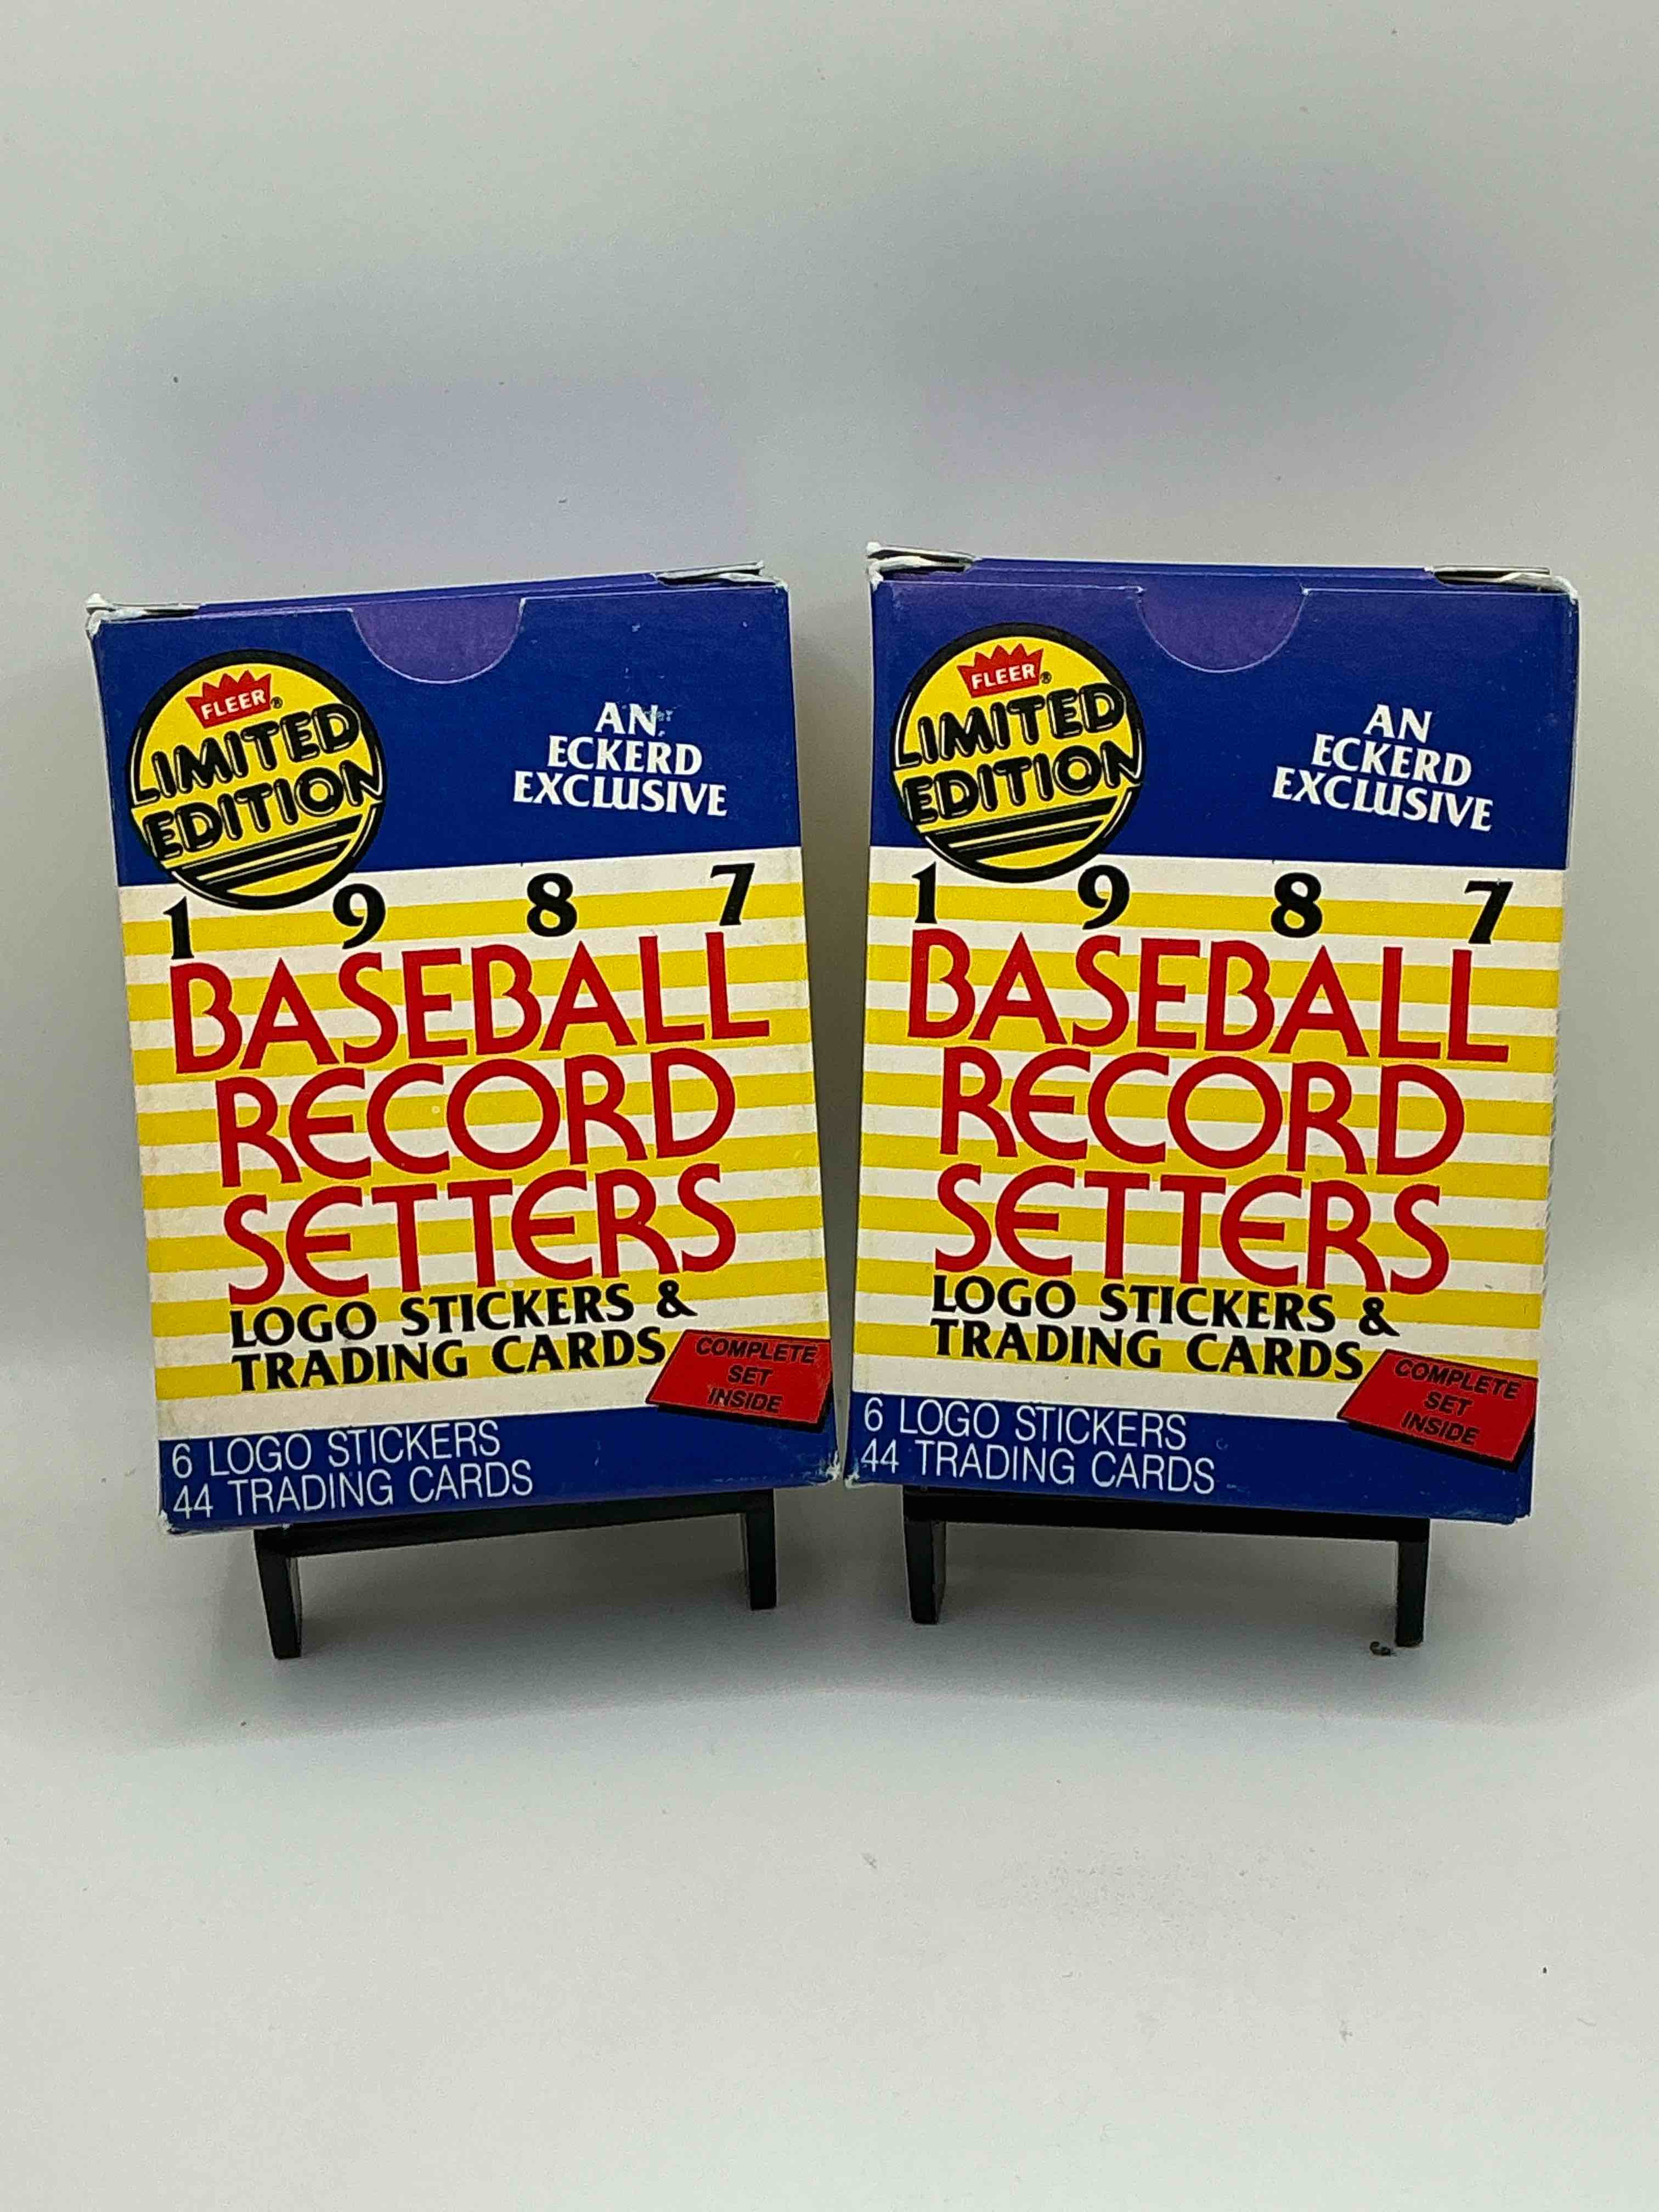 FLEER®
LIMITED
EDITION
AN
ECKERD
EXCLUSIVE
1 9 8 7
BASEBALL
RECORD
SETTERS
LOGO STICKERS &
TRADING CARDS
COMPLETE
SET
INSIDE
6 LOGO STICKERS
44 TRADING CARDS
FLEER®
LIMITED
EDITION
AN
ECKERD
EXCLUSIVE
1 9 8 7
BASEBALL
RECORD
SETTERS
LOGO STICKERS &
TRADING CARDS
COMPLETE
SET
INSIDE
6 LOGO STICKERS
44 TRADING CARDS